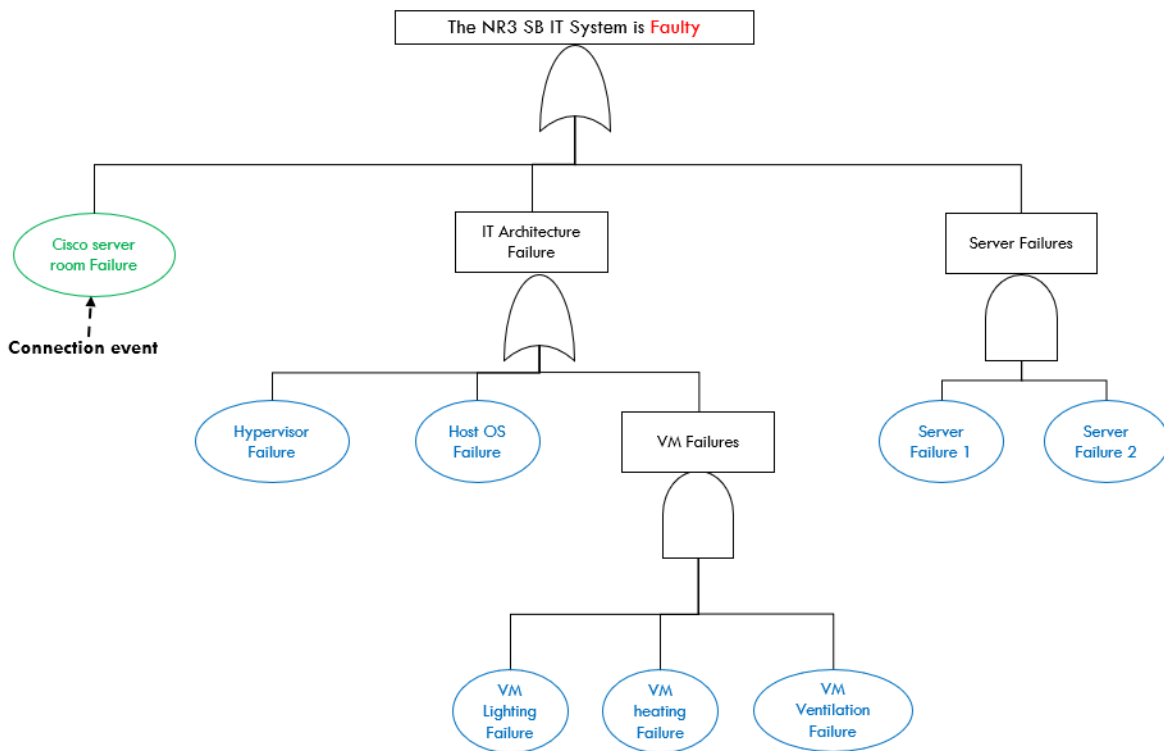 The NR3 SB IT System is Faulty
Cisco server
room Failure
IT Architecture
Failure
Server Failures
Connection event
Hypervisor
Failure
Host OS
Failure
VM Failures
Server
Failure 1
Server
Failure 2
VM
Lighting
Failure
VM
heating
Failure
VM
Ventilation
Failure